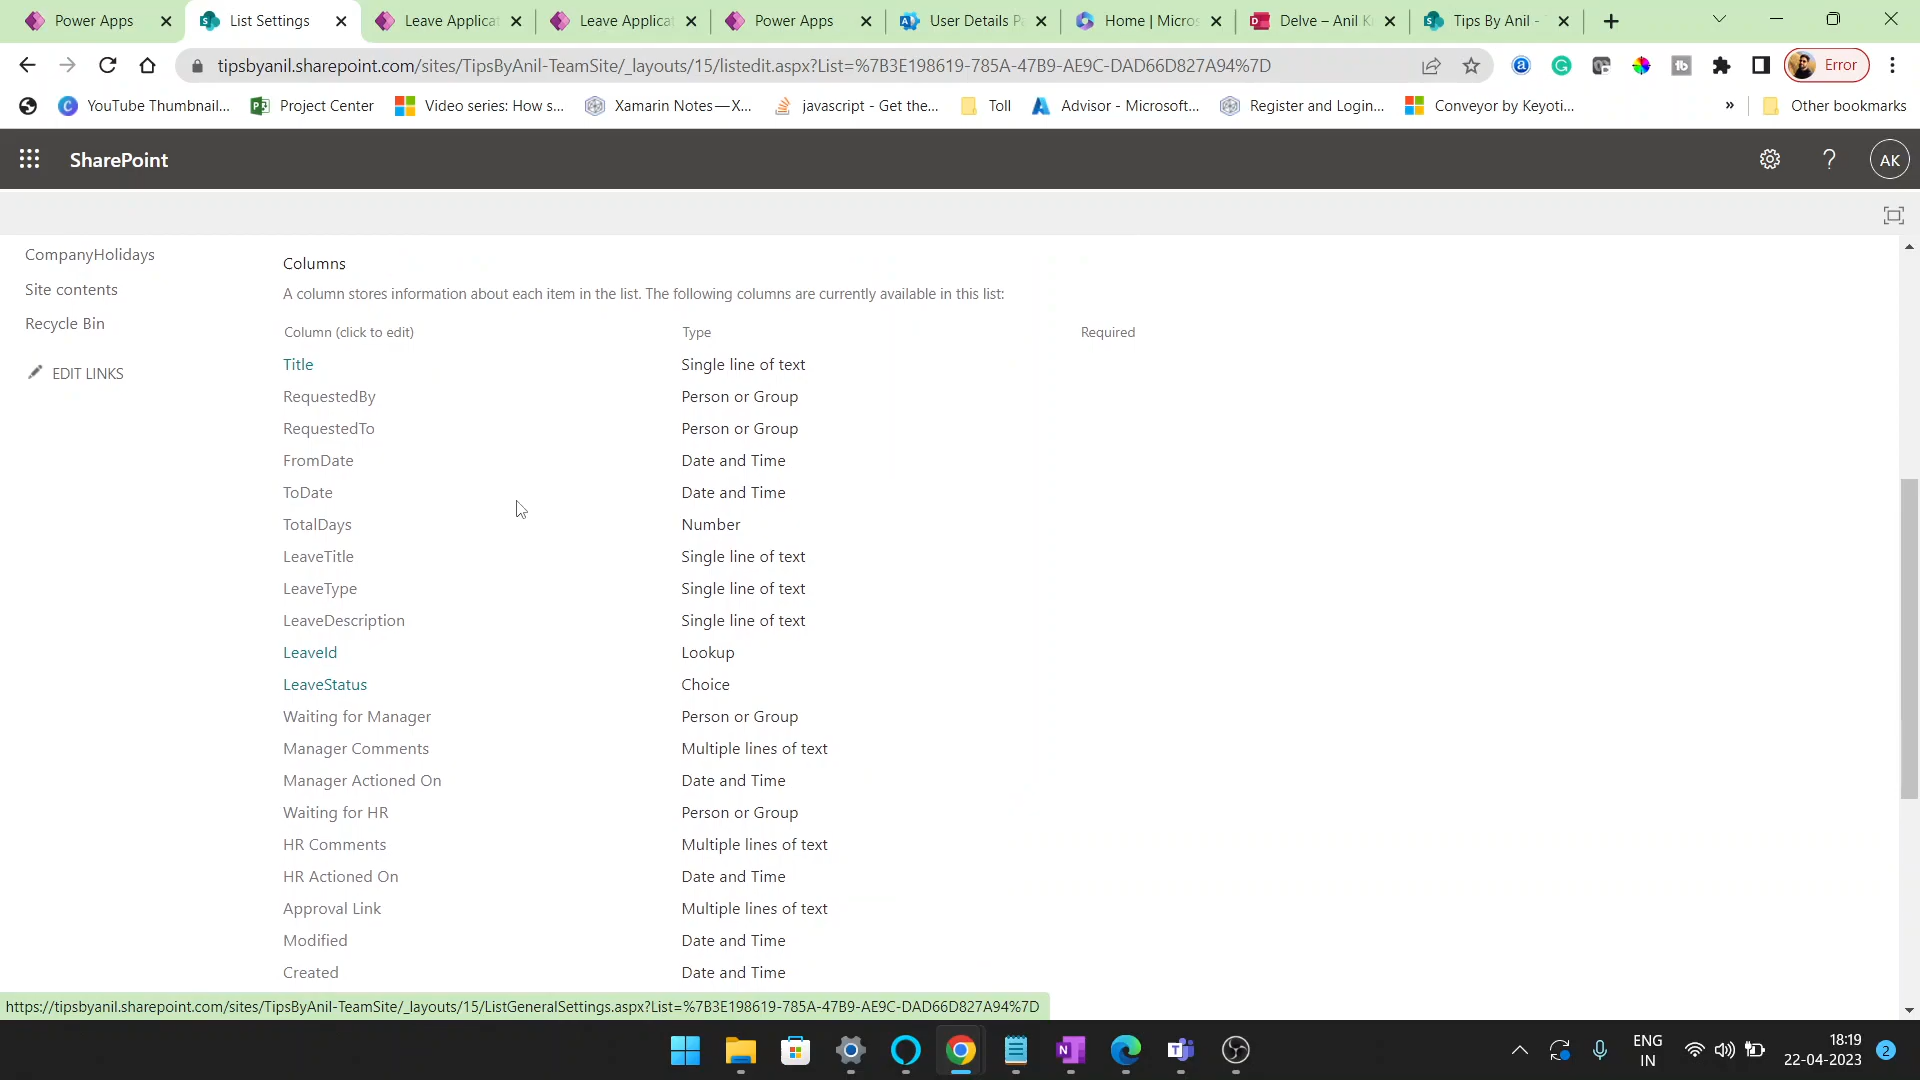 Power Apps
List Settings
Leave Applicat
Leave Applicat
Power Apps
User Details P
Home | Micros
Delve – Anil K
Tips By Anil -
tipsbyanil.sharepoint.com/sites/TipsByAnil-TeamSite/_layouts/15/listedit.aspx?List=%7B3E198619-785A-47B9-AE9C-DAD66D827A94%7D
Error
YouTube Thumbnail...
Project Center
Video series: How s...
Xamarin Notes—X...
javascript - Get the...
Toll
Advisor - Microsoft...
Register and Login...
Conveyor by Keyoti...
»
Other bookmarks
SharePoint
?
AK
CompanyHolidays
Site contents
Recycle Bin
EDIT LINKS
Columns
A column stores information about each item in the list. The following columns are currently available in this list:
Column (click to edit) Type Required
Title Single line of text
RequestedBy Person or Group
RequestedTo Person or Group
FromDate Date and Time
ToDate Date and Time
TotalDays Number
LeaveTitle Single line of text
LeaveType Single line of text
LeaveDescription Single line of text
LeaveId Lookup
LeaveStatus Choice
Waiting for Manager Person or Group
Manager Comments Multiple lines of text
Manager Actioned On Date and Time
Waiting for HR Person or Group
HR Comments Multiple lines of text
HR Actioned On Date and Time
Approval Link Multiple lines of text
Modified Date and Time
Created Date and Time
https://tipsbyanil.sharepoint.com/sites/TipsByAnil-TeamSite/_layouts/15/ListGeneralSettings.aspx?List=%7B3E198619-785A-47B9-AE9C-DAD66D827A94%7D
ENG
IN
18:19
22-04-2023
2